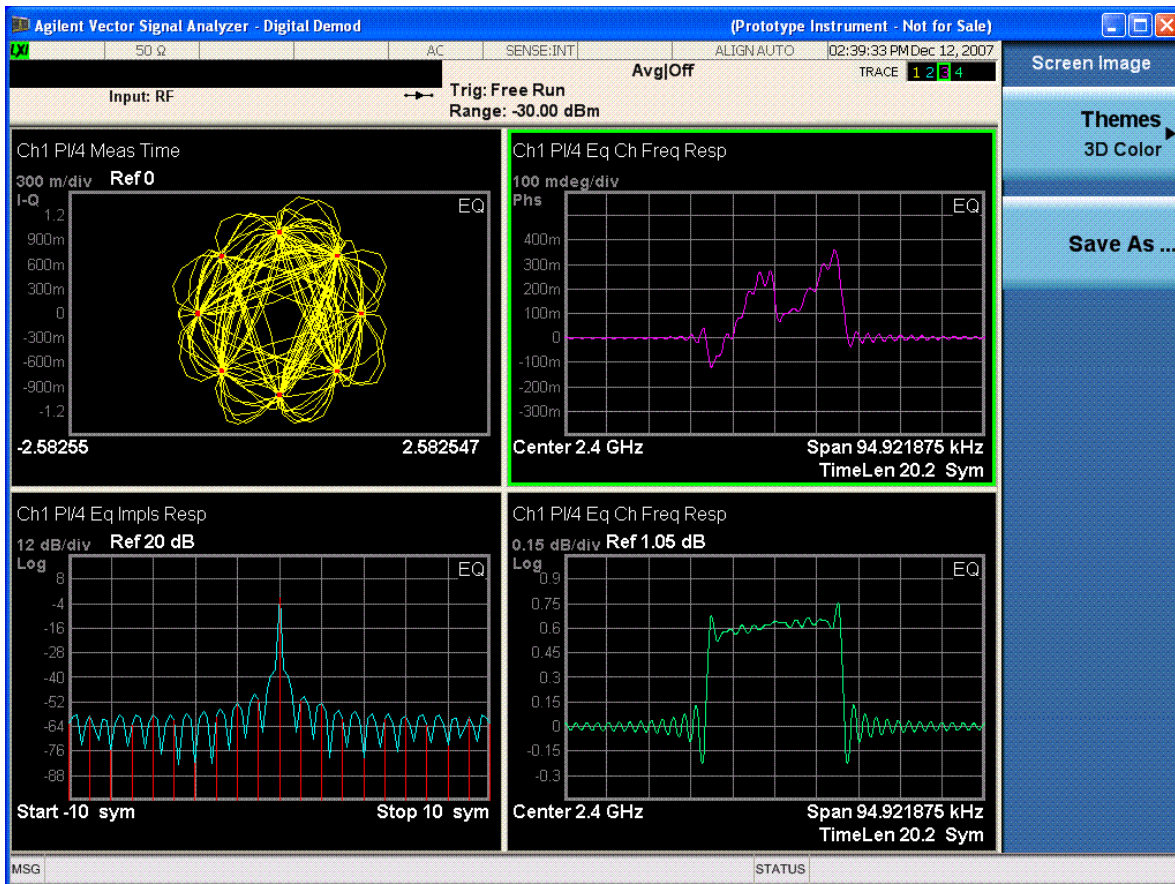 Agilent Vector Signal Analyzer - Digital Demod (Prototype Instrument - Not for Sale)
LXI 50 Ω AC SENSE:INT ALIGN AUTO 02:39:33 PM Dec 12, 2007
Input: RF
Trig: Free Run
Range: -30.00 dBm
Avg|Off
TRACE 1 2 3 4
Screen Image
Themes
3D Color
Save As ...
Ch1 PI/4 Meas Time
300 m/div Ref 0
I-Q
EQ
1.2
900m
600m
300m
0
-300m
-600m
-900m
-1.2
-2.58255 2.582547
Ch1 PI/4 Eq Ch Freq Resp
100 mdeg/div
Phs
EQ
400m
300m
200m
100m
0
-100m
-200m
-300m
Center 2.4 GHz Span 94.921875 kHz
TimeLen 20.2 Sym
Ch1 PI/4 Eq Impls Resp
12 dB/div Ref 20 dB
Log
EQ
8
-4
-16
-28
-40
-52
-64
-76
-88
Start -10 sym Stop 10 sym
Ch1 PI/4 Eq Ch Freq Resp
0.15 dB/div Ref 1.05 dB
Log
EQ
0.9
0.75
0.6
0.45
0.3
0.15
0
-0.15
-0.3
Center 2.4 GHz Span 94.921875 kHz
TimeLen 20.2 Sym
MSG STATUS